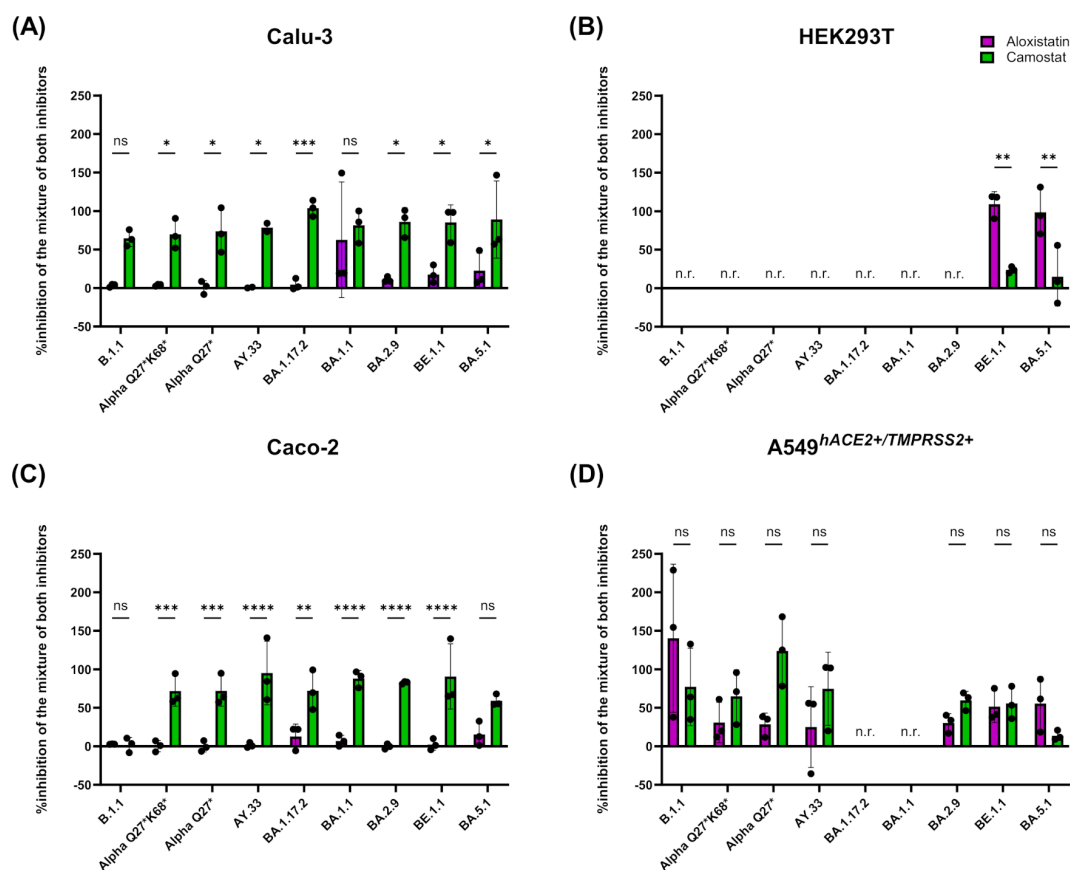 (A)
Calu-3
%inhibition of the mixture of both inhibitors
250
200
150
100
50
0
-50
ns
*
*
*
***
ns
*
*
*
B.1.1
Alpha Q27*K68*
Alpha Q27*
AY.33
BA.1.17.2
BA.1.1
BA.2.9
BE.1.1
BA.5.1
(B)
HEK293T
Aloxistatin
Camostat
%inhibition of the mixture of both inhibitors
250
200
150
100
50
0
-50
n.r.
n.r.
n.r.
n.r.
n.r.
n.r.
n.r.
**
**
B.1.1
Alpha Q27*K68*
Alpha Q27*
AY.33
BA.1.17.2
BA.1.1
BA.2.9
BE.1.1
BA.5.1
(C)
Caco-2
%inhibition of the mixture of both inhibitors
250
200
150
100
50
0
-50
ns
***
***
****
**
****
****
****
ns
B.1.1
Alpha Q27*K68*
Alpha Q27*
AY.33
BA.1.17.2
BA.1.1
BA.2.9
BE.1.1
BA.5.1
(D)
A549hACE2+/TMPRSS2+
%inhibition of the mixture of both inhibitors
250
200
150
100
50
0
-50
ns
ns
ns
ns
n.r.
n.r.
ns
ns
ns
B.1.1
Alpha Q27*K68*
Alpha Q27*
AY.33
BA.1.17.2
BA.1.1
BA.2.9
BE.1.1
BA.5.1